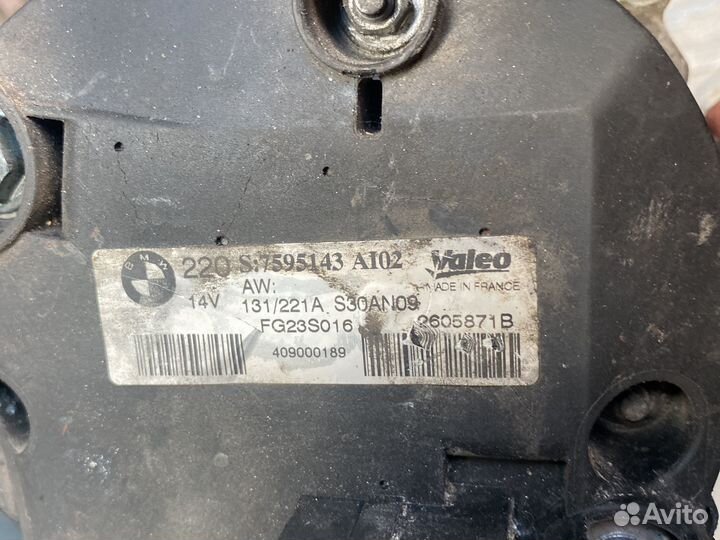 BMW
220 S:7595143 AI02 Valeo
AW: MADE IN FRANCE
14V 131/221A S30AN09
FG23S016 2605871B
409000189
Avito